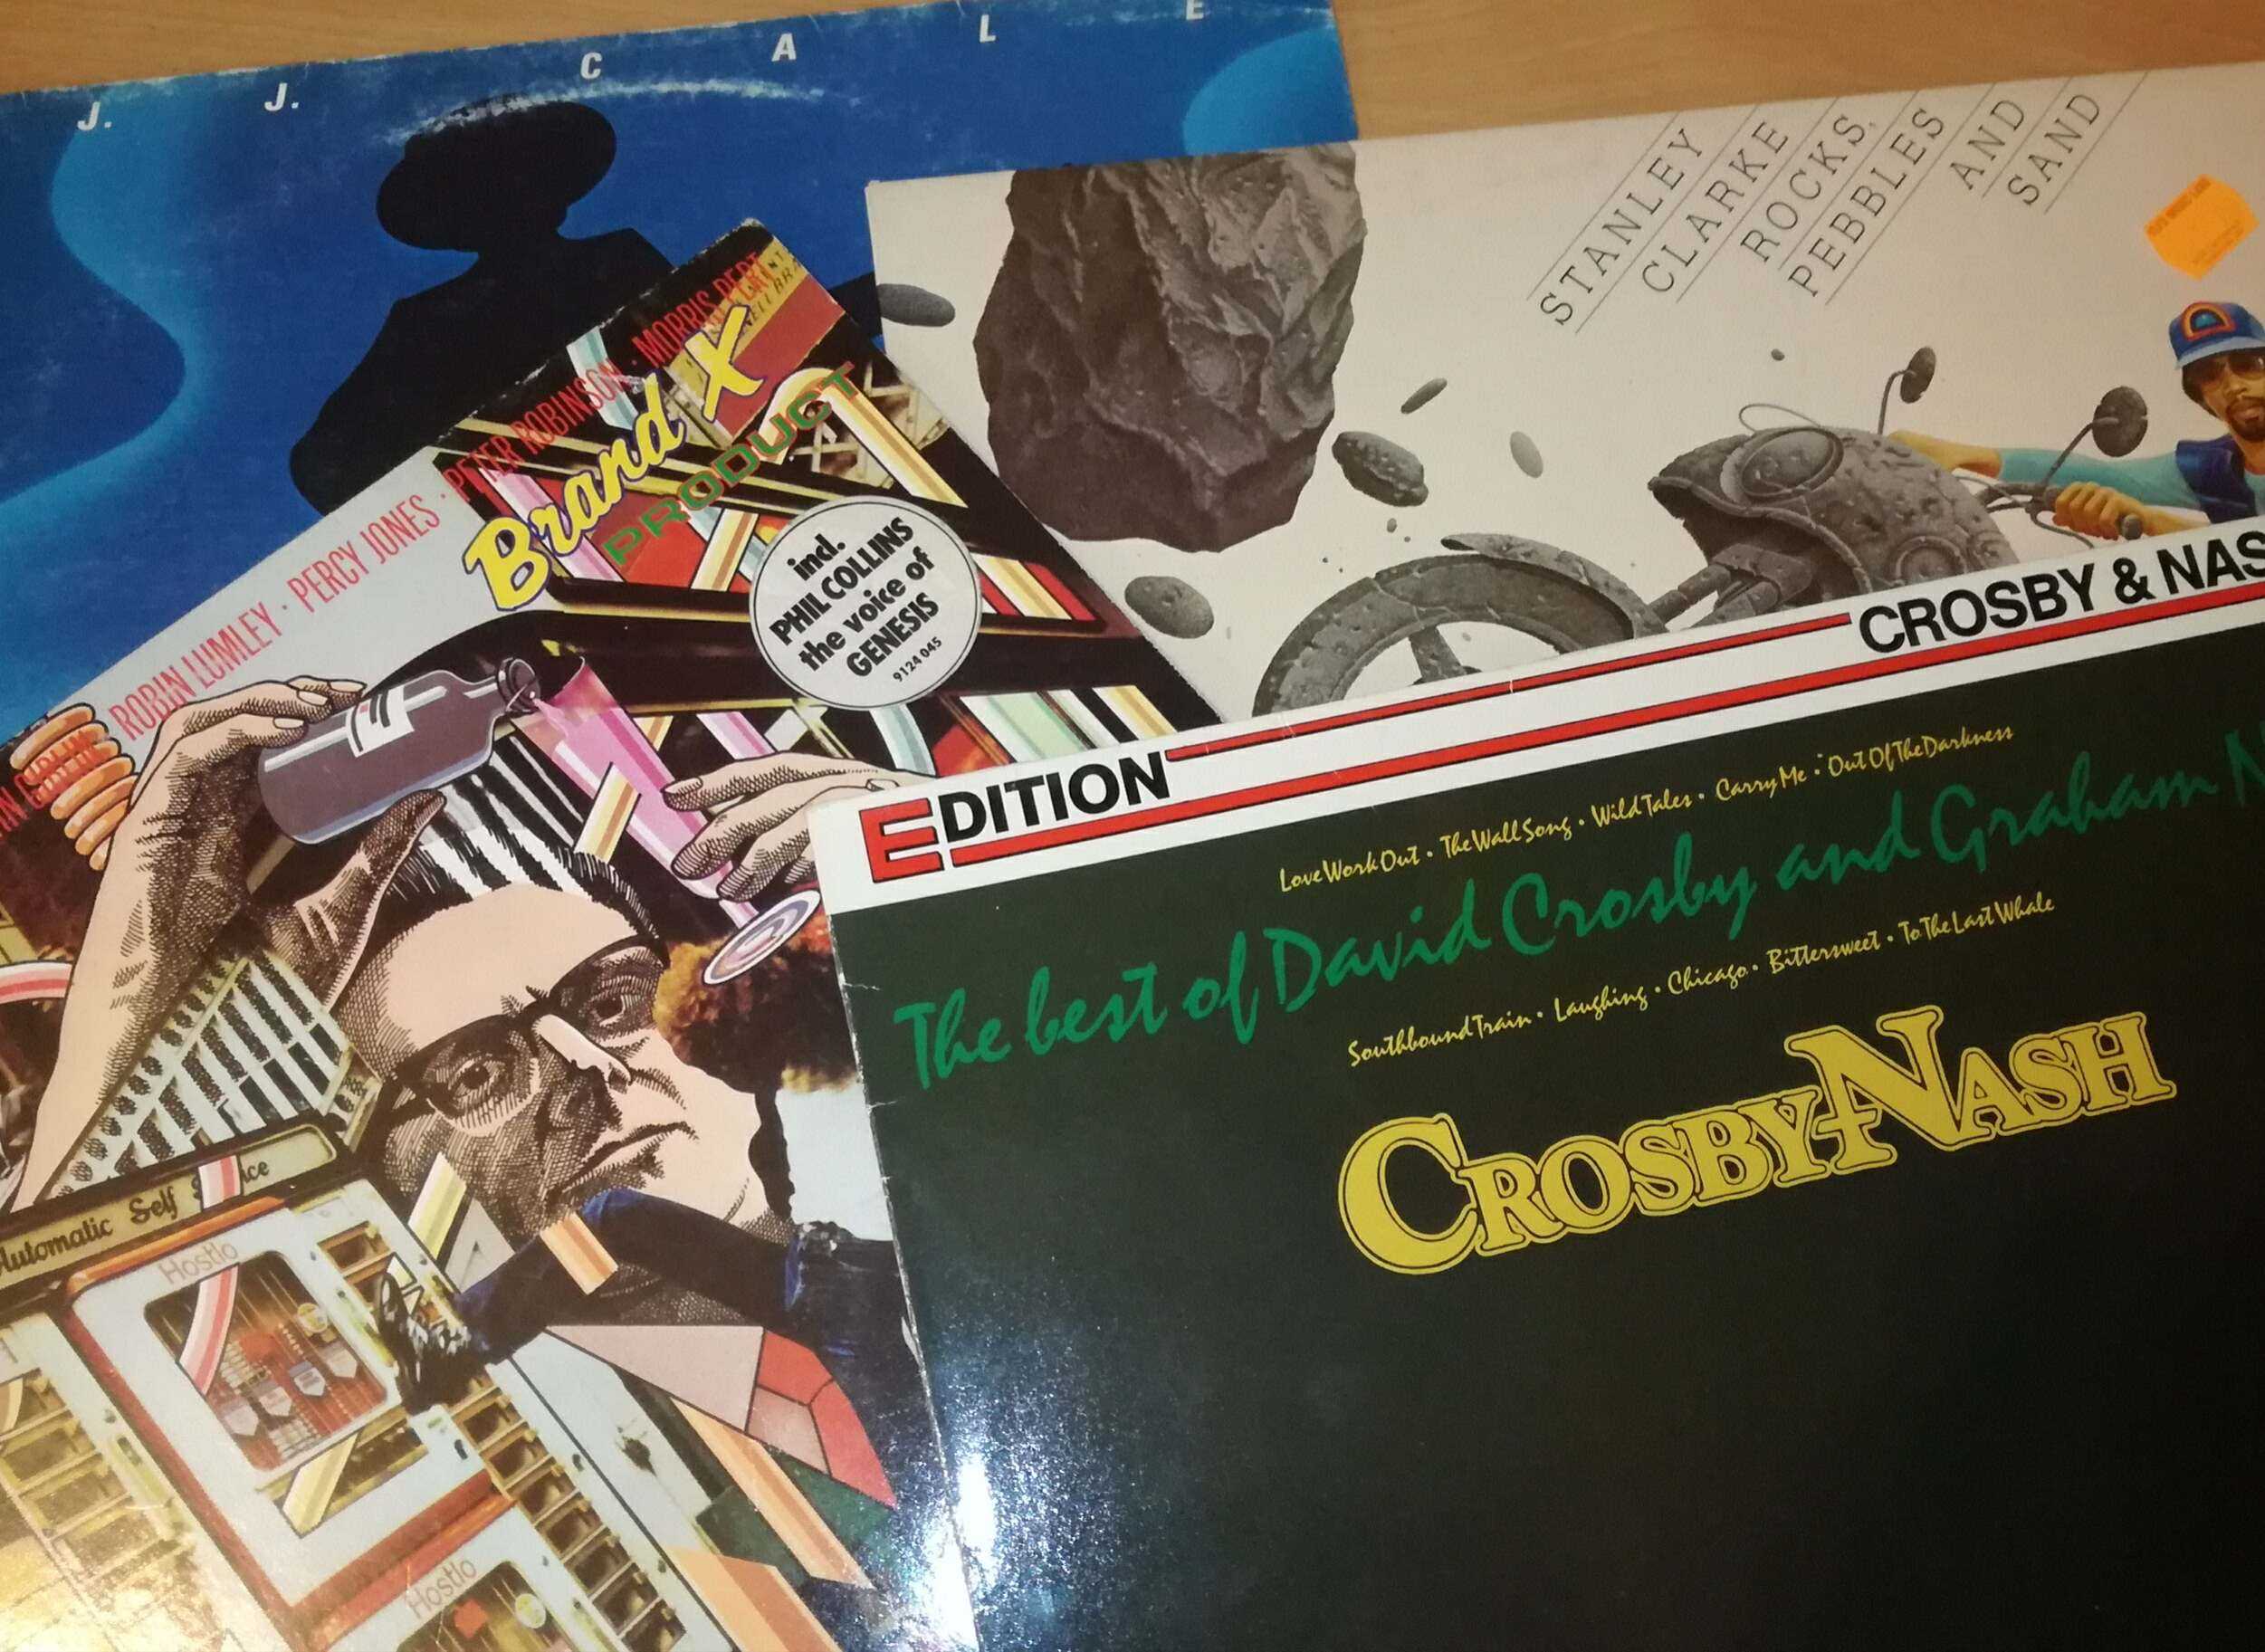 J. J. CALE
STANLEY
CLARKE
ROCKS,
PEBBLES
AND
SAND
ROBIN LUMLEY · PERCY JONES · PETER ROBINSON · MORRIS PERT
Brand X
PRODUCT
incl.
PHIL COLLINS
the voice of
GENESIS
9124 045
Automatic Self
Hostlo
Hostlo
EDITION
CROSBY & NAS
Love Work Out · The Wall Song · Wild Tales · Carry Me · Out Of The Darkness
The best of David Crosby and Graham N
Southbound Train · Laughing · Chicago · Bittersweet · To The Last Whale
CROSBY+NASH